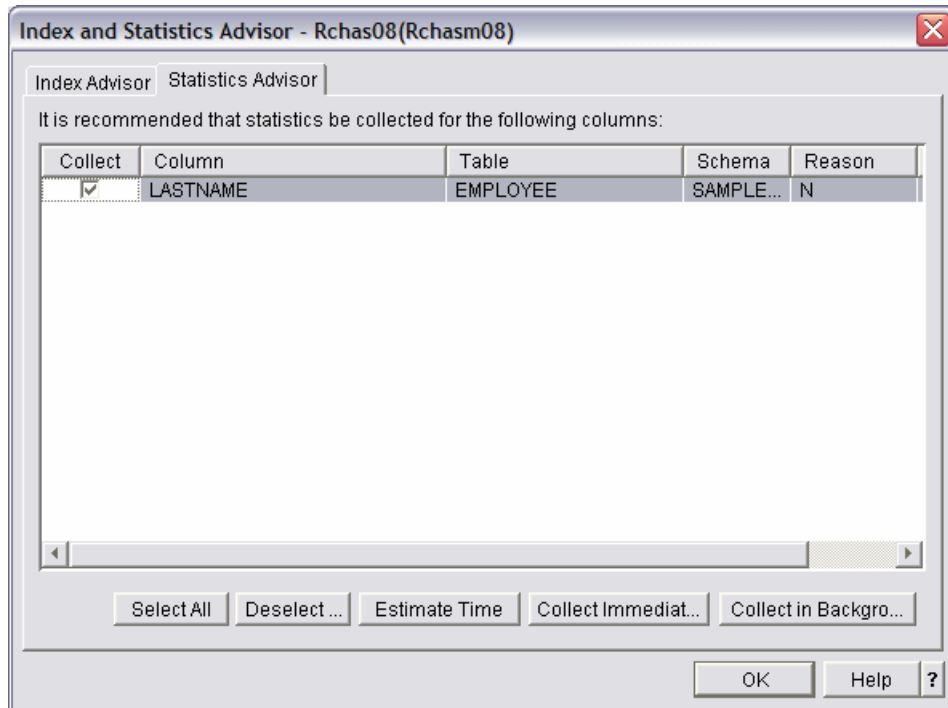 Index and Statistics Advisor - Rchas08(Rchasm08)
Index Advisor Statistics Advisor
It is recommended that statistics be collected for the following columns:
Collect Column Table Schema Reason
LASTNAME EMPLOYEE SAMPLE... N
Select All Deselect ... Estimate Time Collect Immediat... Collect in Backgro...
OK Help ?